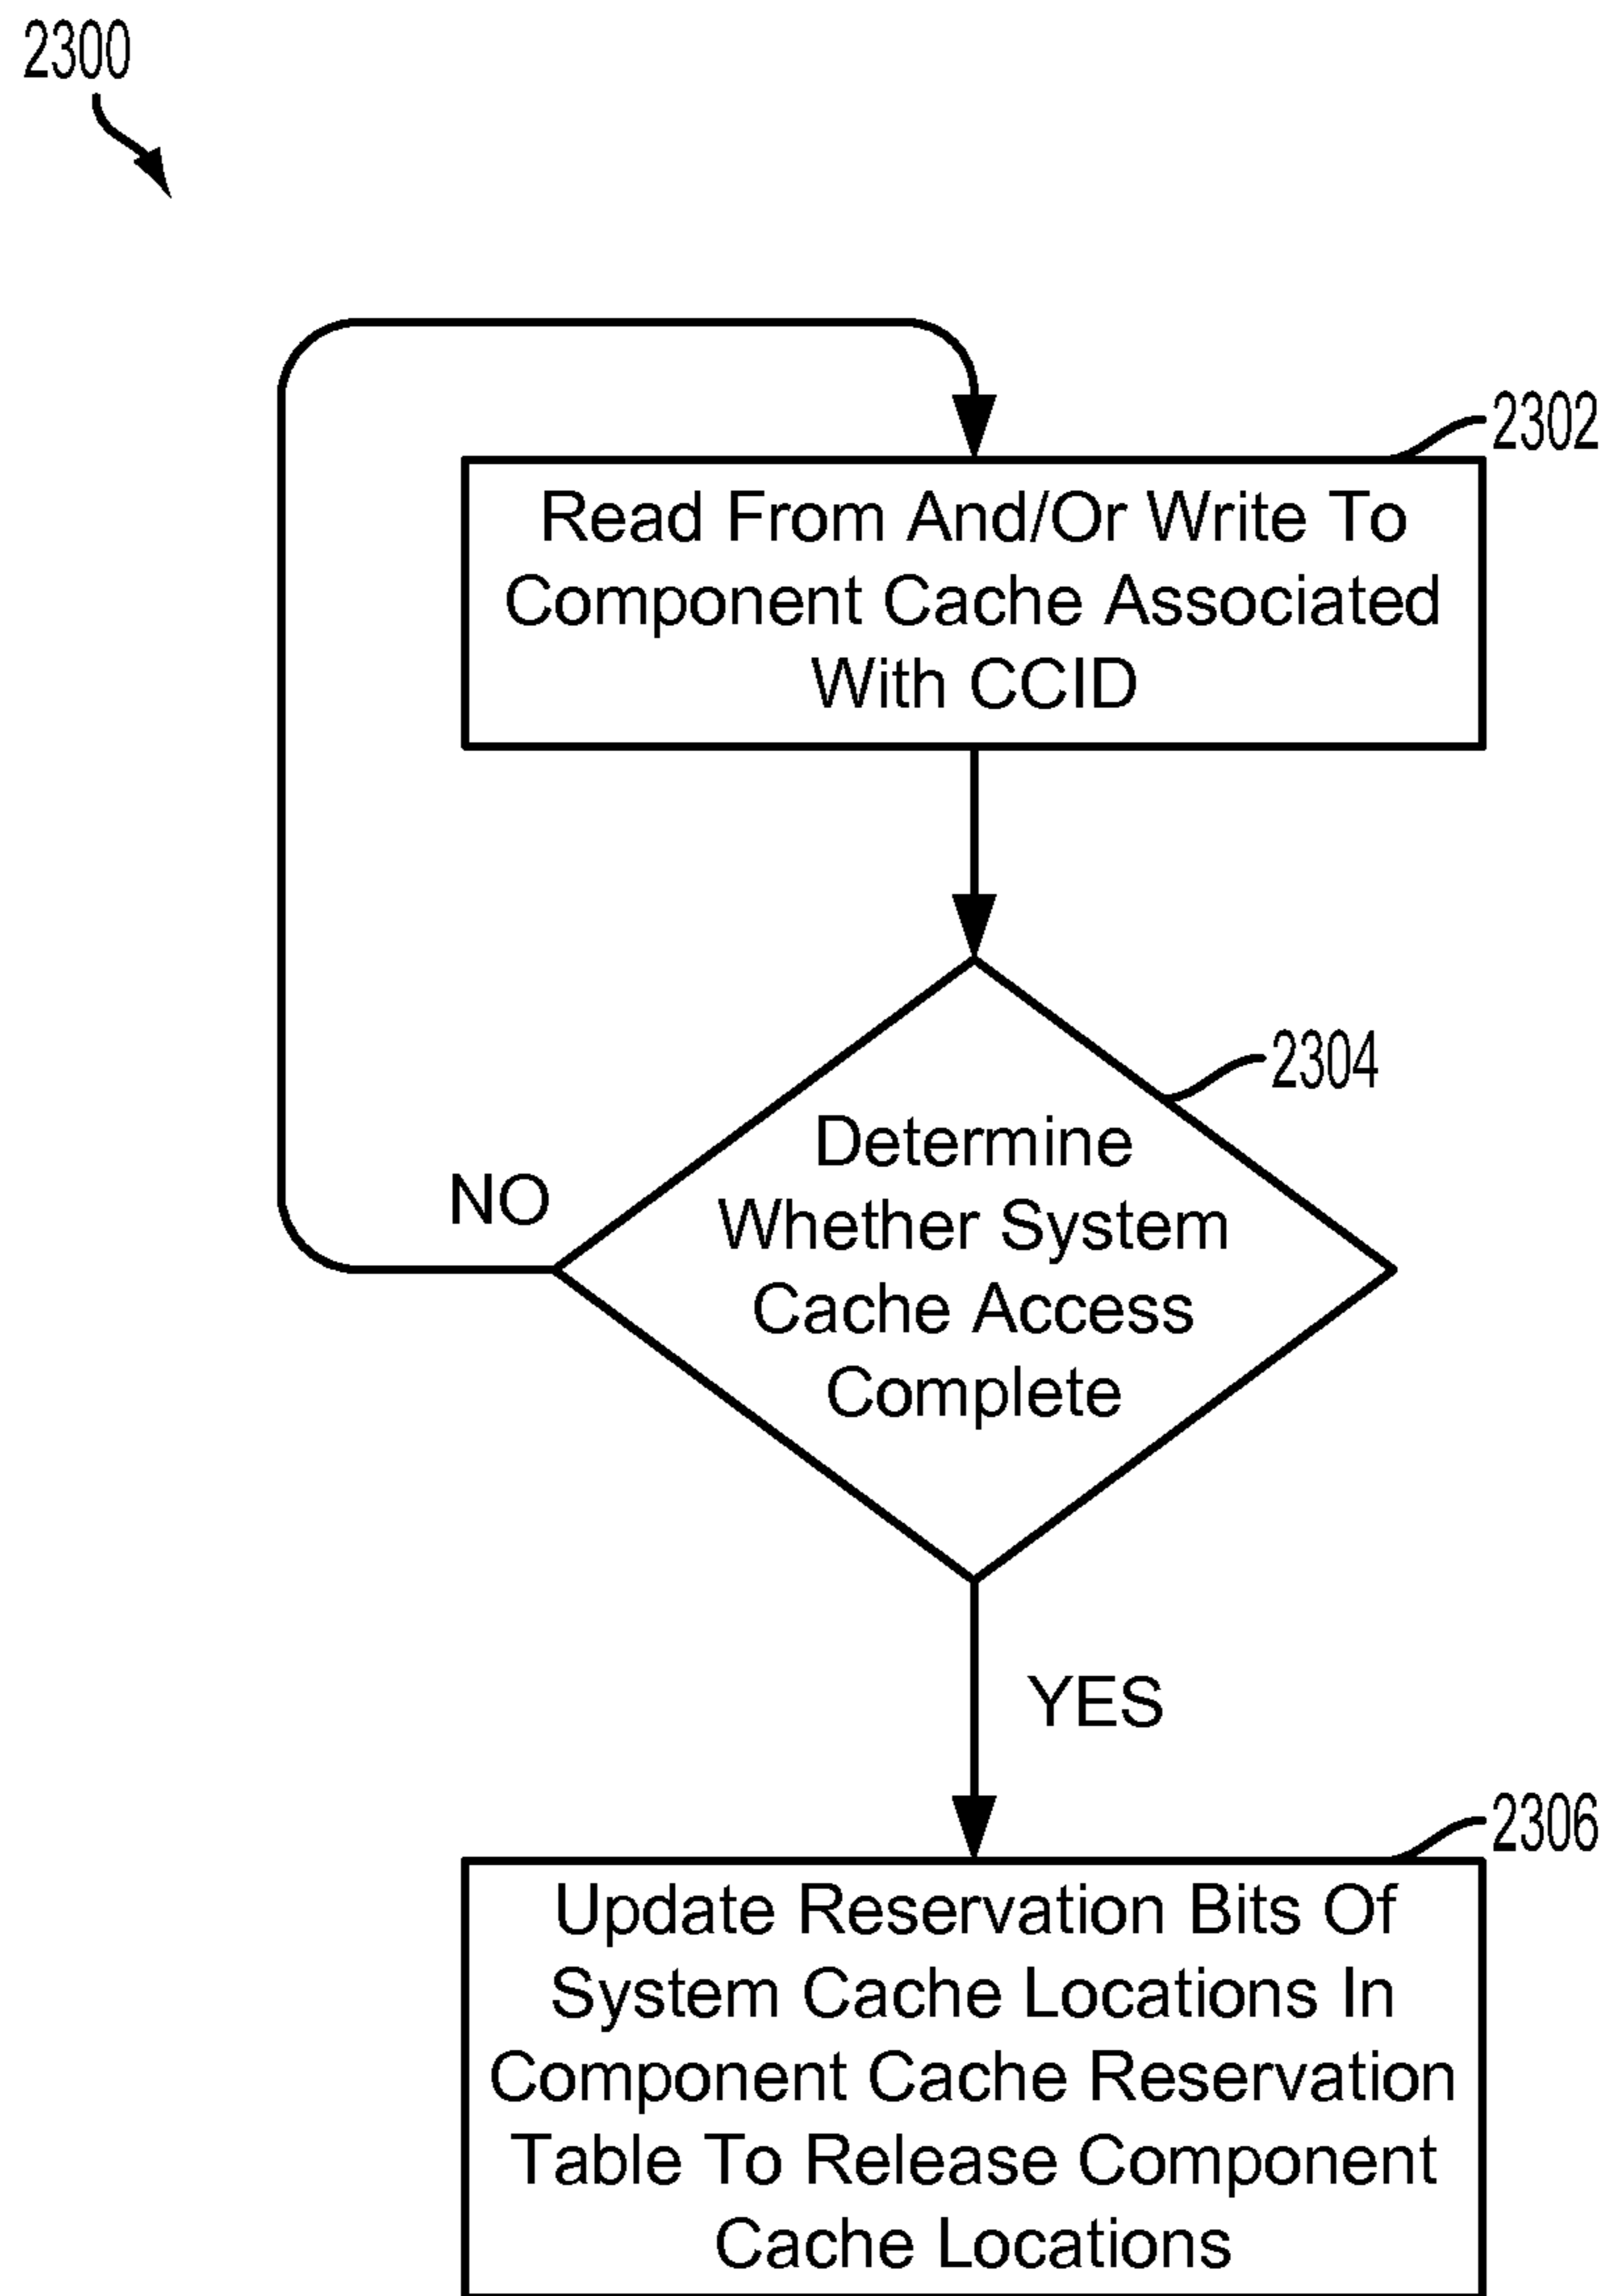 2300
2302
Read From And/Or Write To
Component Cache Associated
With CCID
2304
Determine
Whether System
Cache Access
Complete
NO
YES
2306
Update Reservation Bits Of
System Cache Locations In
Component Cache Reservation
Table To Release Component
Cache Locations